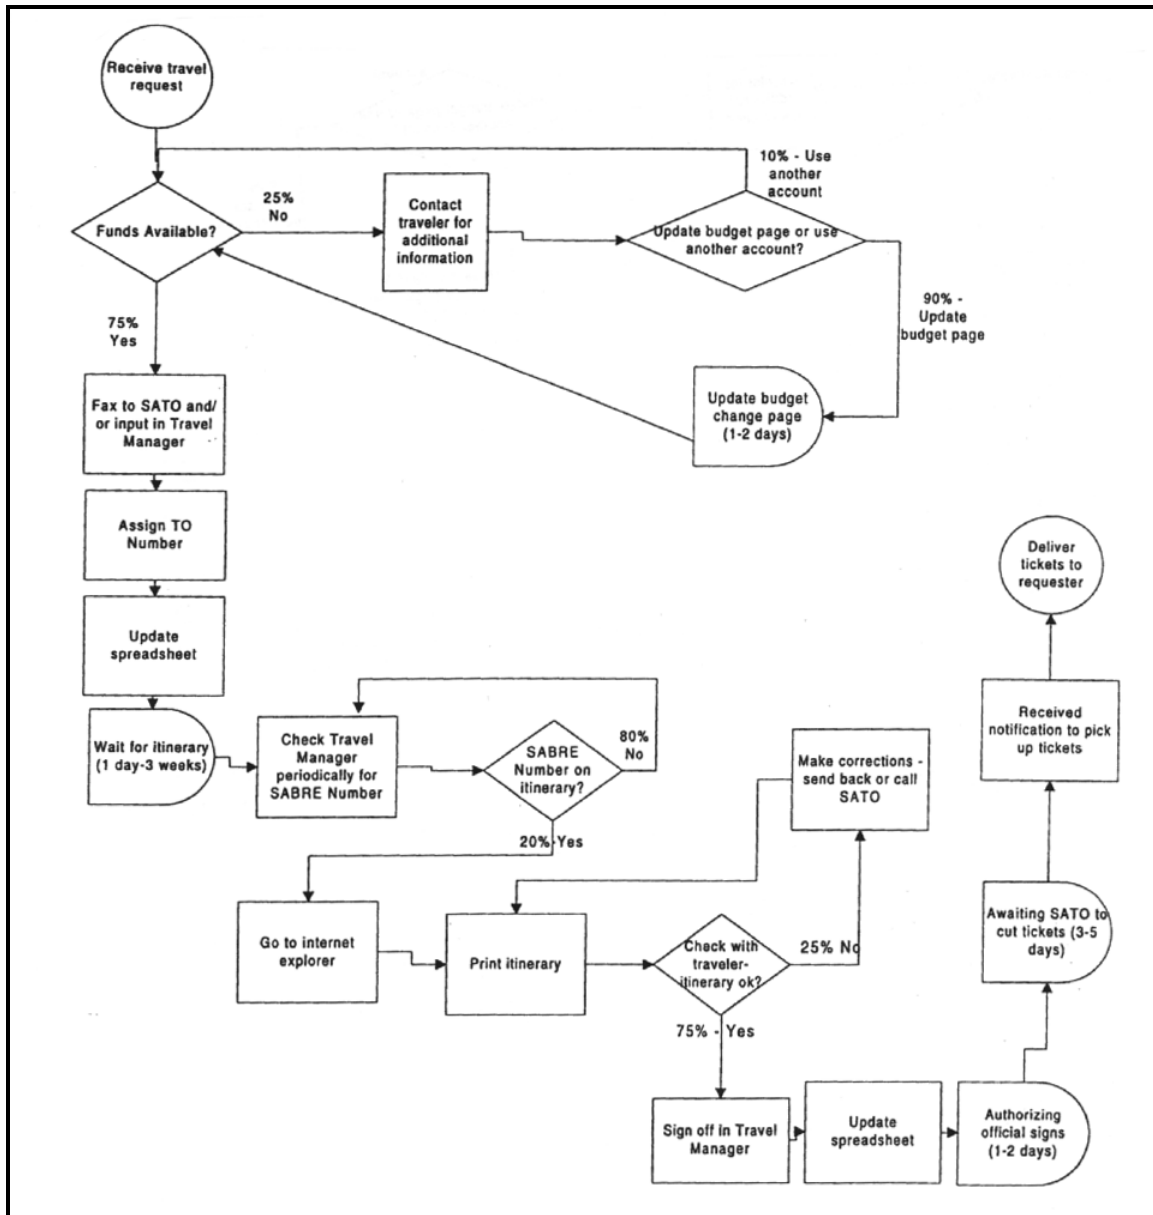 Receive travel
request
10% - Use
another
account
25%
No
Contact
traveler for
additional
information
Funds Available?
Update budget page or use
another account?
90% -
Update
budget page
75%
Yes
Update budget
change page
(1-2 days)
Fax to SATO and/
or input in Travel
Manager
Assign TO
Number
Deliver
tickets to
requester
Update
spreadsheet
Received
notification to pick
up tickets
Wait for itinerary
(1 day-3 weeks)
Check Travel
Manager
periodically for
SABRE Number
SABRE
Number on
itinerary?
80%
No
Make corrections -
send back or call
SATO
20%-Yes
Go to internet
explorer
Print itinerary
Check with
traveler-
itinerary ok?
25% No
Awaiting SATO to
cut tickets (3-5
days)
75% - Yes
Sign off in Travel
Manager
Update
spreadsheet
Authorizing
official signs
(1-2 days)